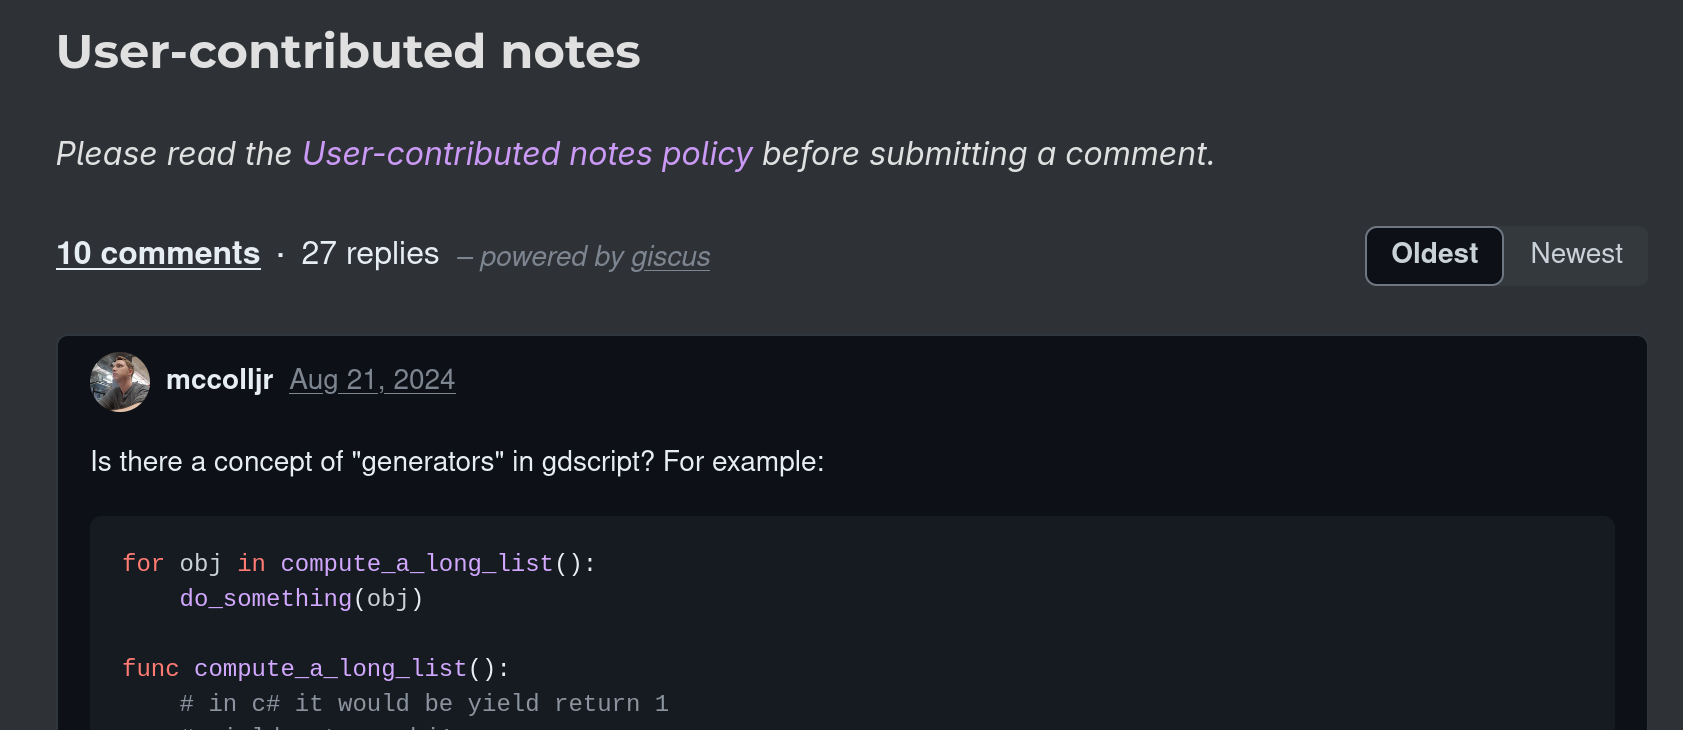 User-contributed notes
Please read the User-contributed notes policy before submitting a comment.
10 comments · 27 replies – powered by giscus
Oldest Newest
mccolljr Aug 21, 2024
Is there a concept of "generators" in gdscript? For example:
for obj in compute_a_long_list():
    do_something(obj)
func compute_a_long_list():
    # in c# it would be yield return 1